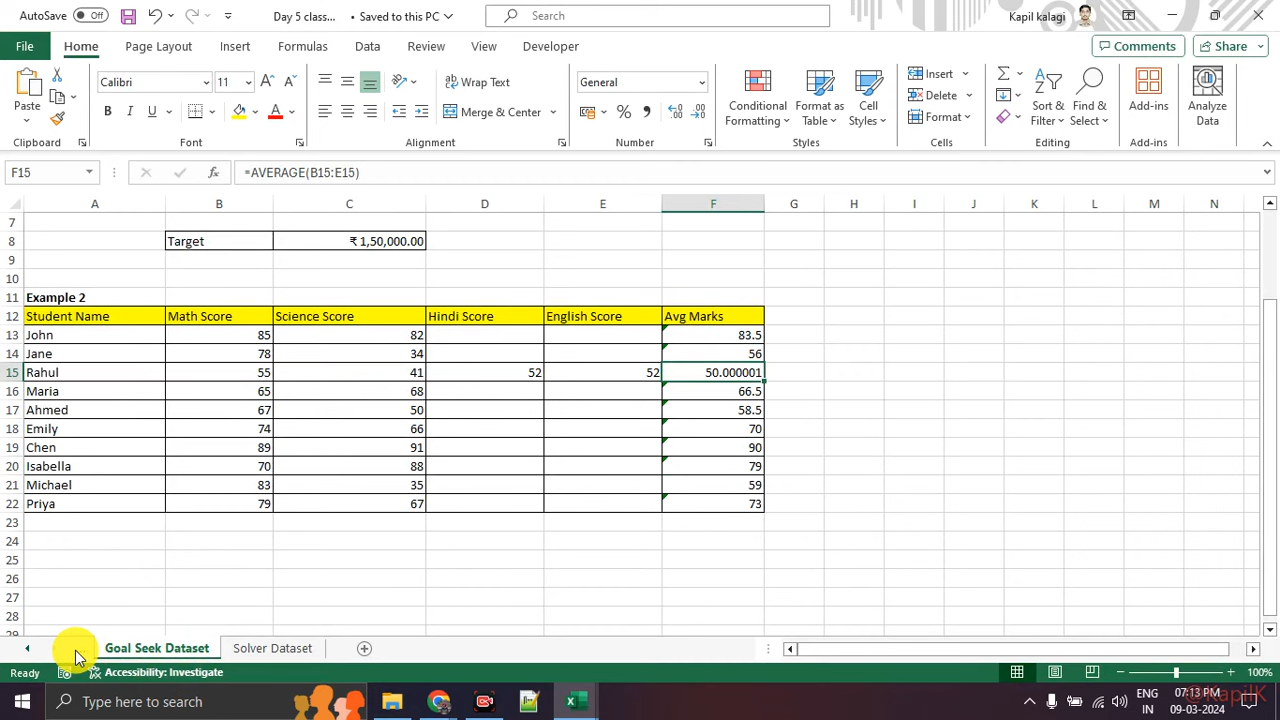 AutoSave Off Day 5 class... • Saved to this PC Search Kapil kalagi
File Home Page Layout Insert Formulas Data Review View Developer Comments Share
Paste Calibri 11 Wrap Text General Conditional Formatting Format as Table Cell Styles Insert Sort & Filter Find & Select Add-ins Analyze Data
B I U Merge & Center Delete
Format
Clipboard Font Alignment Number Styles Cells Editing Add-ins
F15 fx =AVERAGE(B15:E15)
A B C D E F G H I J K L M N
7
8 Target ₹ 1,50,000.00
9
10
11 Example 2
12 Student Name Math Score Science Score Hindi Score English Score Avg Marks
13 John 85 82 83.5
14 Jane 78 34 56
15 Rahul 55 41 52 52 50.000001
16 Maria 65 68 66.5
17 Ahmed 67 50 58.5
18 Emily 74 66 70
19 Chen 89 91 90
20 Isabella 70 88 79
21 Michael 83 35 59
22 Priya 79 67 73
23
24
25
26
27
28
29
Goal Seek Dataset Solver Dataset
Ready Accessibility: Investigate 100%
@KapilK
Type here to search ENG 07:13 PM
IN 09-03-2024